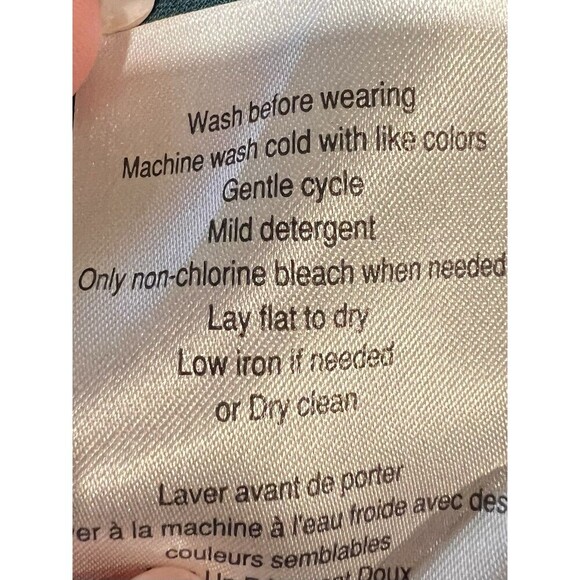 Wash before wearing
Machine wash cold with like colors
Gentle cycle
Mild detergent
Only non-chlorine bleach when needed
Lay flat to dry
Low iron if needed
or Dry clean
Laver avant de porter
er à la machine à l'eau froide avec des
couleurs semblables
Doux